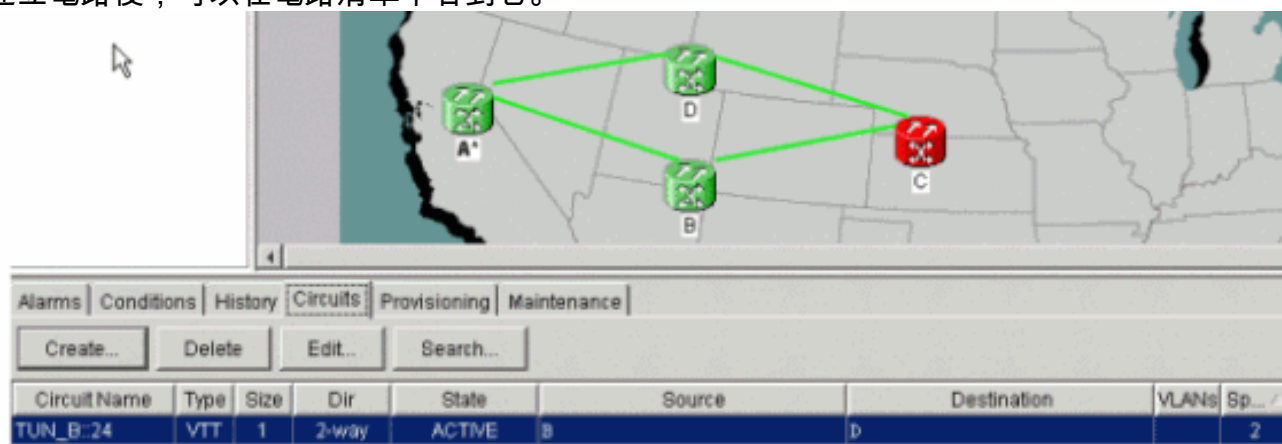 D
A*
C
B
Alarms Conditions History Circuits Provisioning Maintenance
Create... Delete Edit... Search...
Circuit Name Type Size Dir State Source Destination VLANs Sp...
TUN_B::24 VTT 1 2-way ACTIVE B D 2